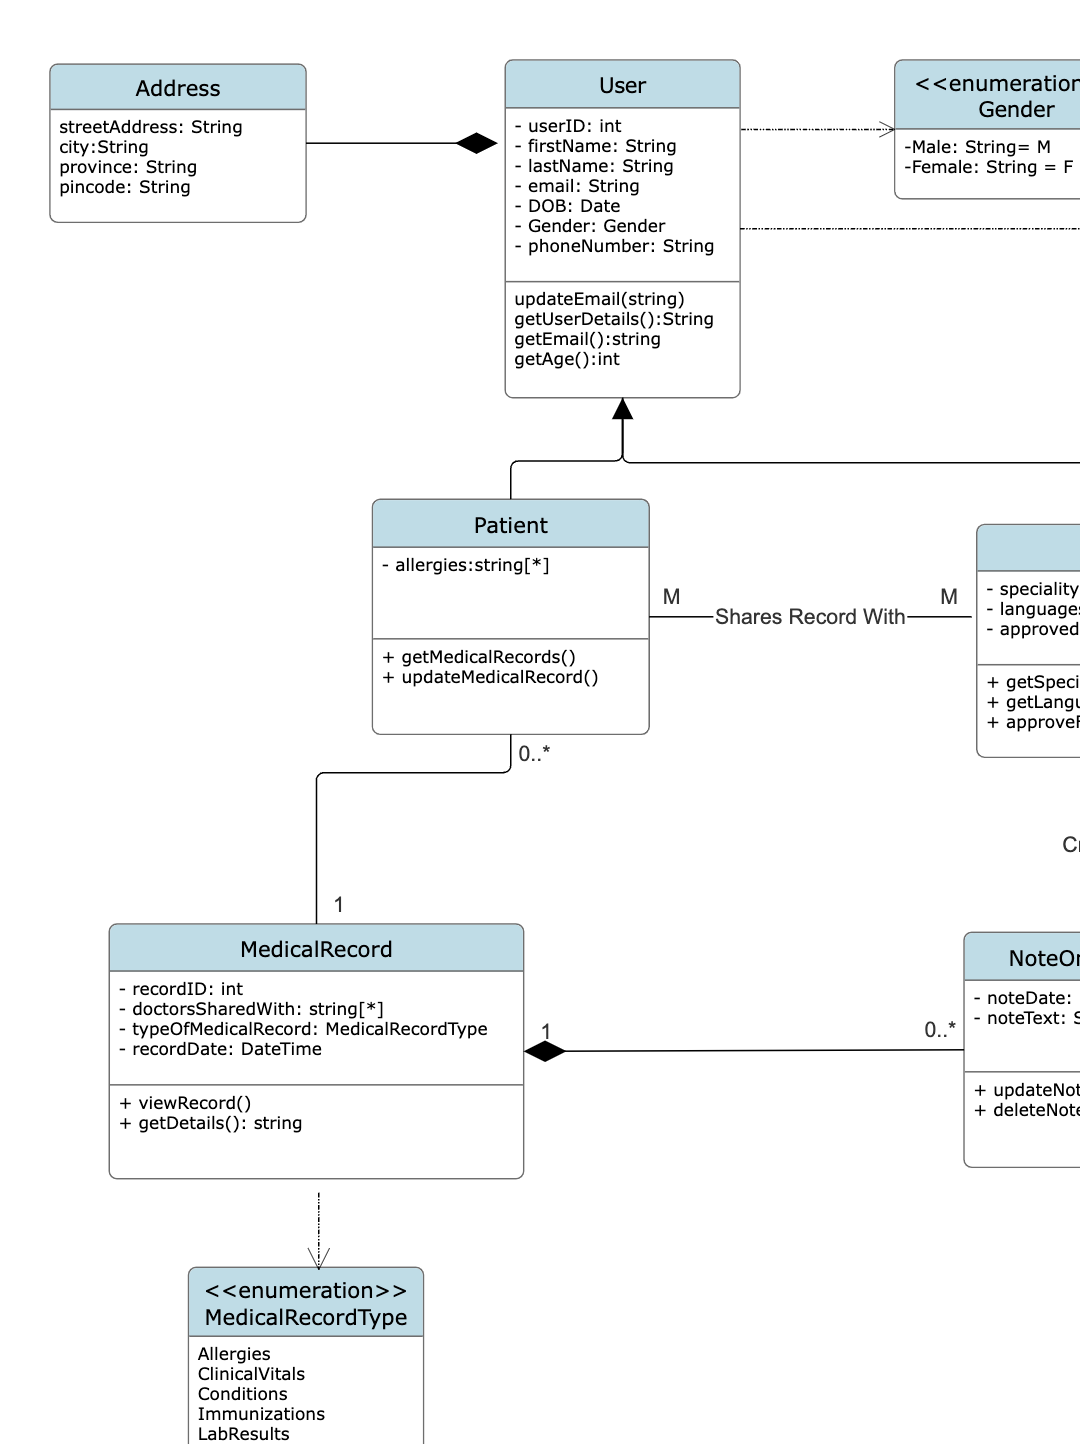 Address
streetAddress: String
city:String
province: String
pincode: String
User
- userID: int
- firstName: String
- lastName: String
- email: String
- DOB: Date
- Gender: Gender
- phoneNumber: String
updateEmail(string)
getUserDetails():String
getEmail():string
getAge():int
<<enumeration
Gender
-Male: String= M
-Female: String = F
Patient
- allergies:string[*]
+ getMedicalRecords()
+ updateMedicalRecord()
M
Shares Record With
M
- speciality
- languages
- approved
+ getSpeci
+ getLangu
+ approve
0..*
1
MedicalRecord
- recordID: int
- doctorsSharedWith: string[*]
- typeOfMedicalRecord: MedicalRecordType
- recordDate: DateTime
+ viewRecord()
+ getDetails(): string
1
0..*
NoteOn
- noteDate:
- noteText: S
+ updateNot
+ deleteNote
<<enumeration>>
MedicalRecordType
Allergies
ClinicalVitals
Conditions
Immunizations
LabResults